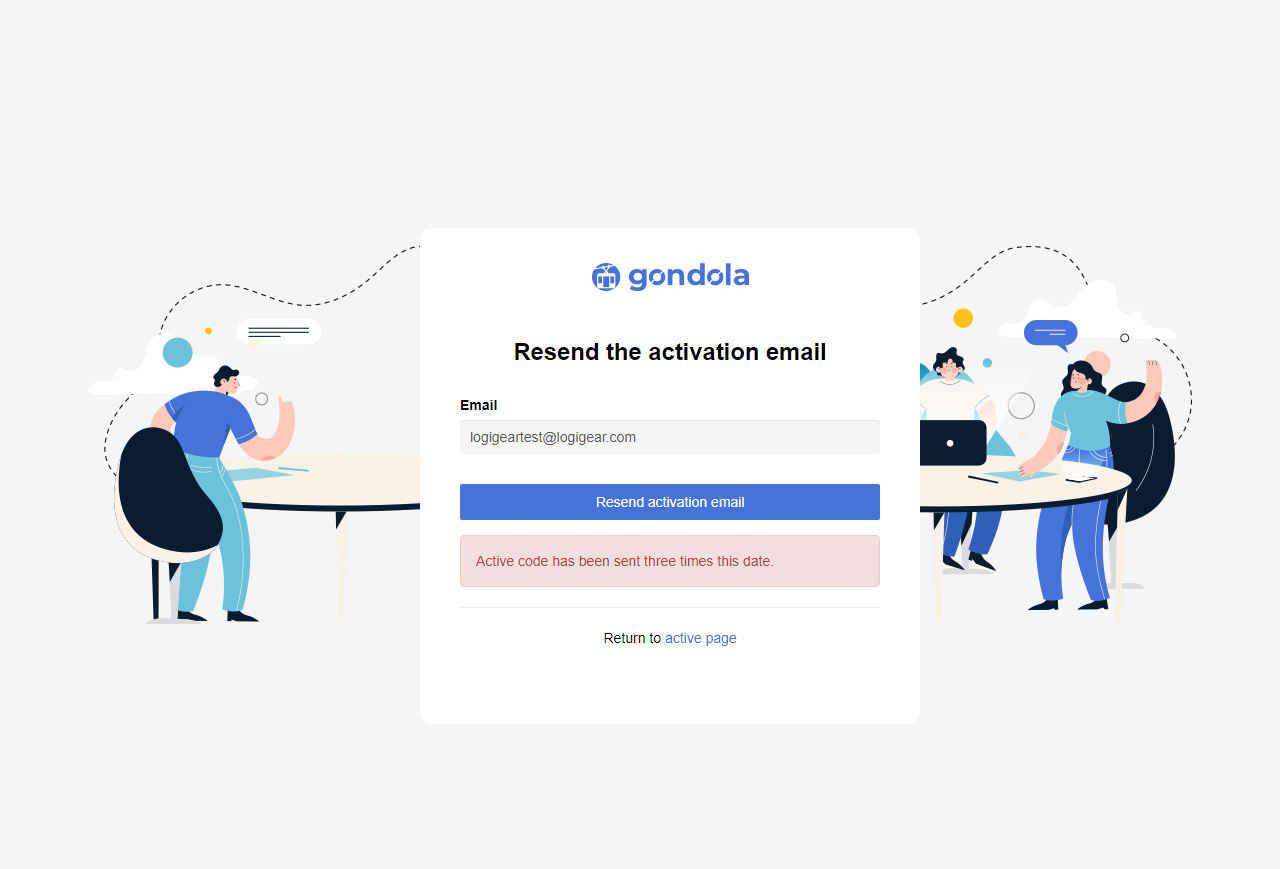 gondola
Resend the activation email
Email
logigeartest@logigear.com
Resend activation email
Active code has been sent three times this date.
Return to active page